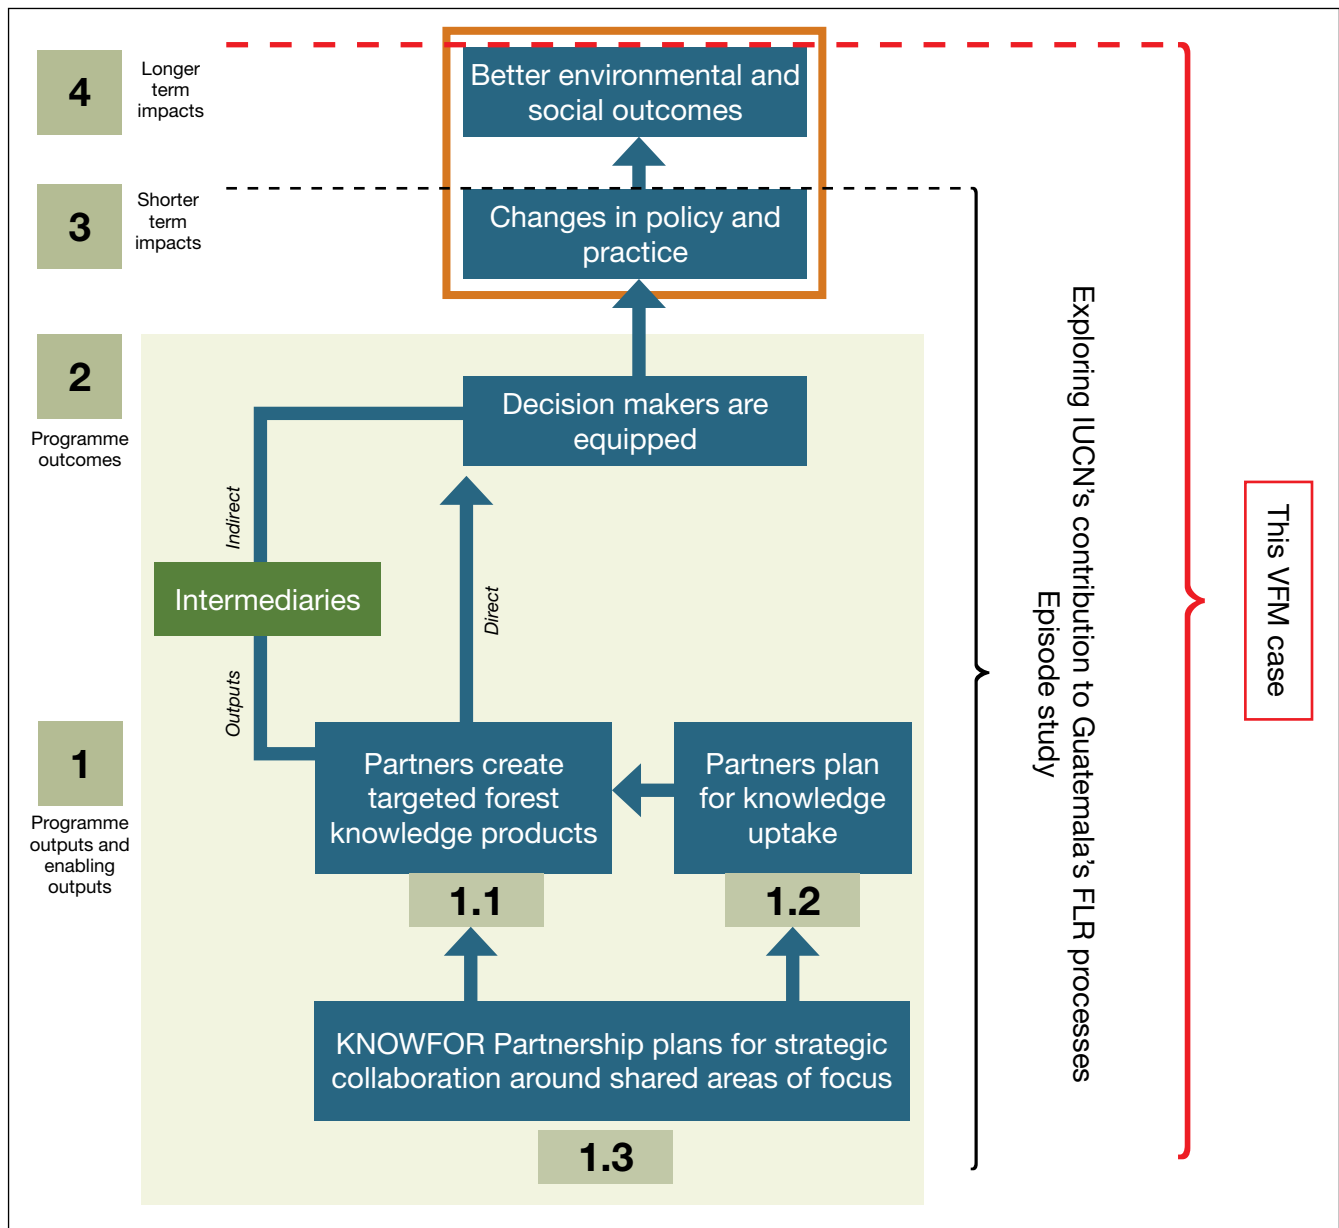 4
Longer
term
impacts
Better environmental and
social outcomes
3
Shorter
term
impacts
Changes in policy and
practice
2
Programme
outcomes
Decision makers are
equipped
Indirect
Intermediaries
Direct
Outputs
1
Programme
outputs and
enabling
outputs
Partners create
targeted forest
knowledge products
1.1
Partners plan
for knowledge
uptake
1.2
KNOWFOR Partnership plans for strategic
collaboration around shared areas of focus
1.3
Exploring IUCN's contribution to Guatemala's FLR processes
Episode study
This VFM case